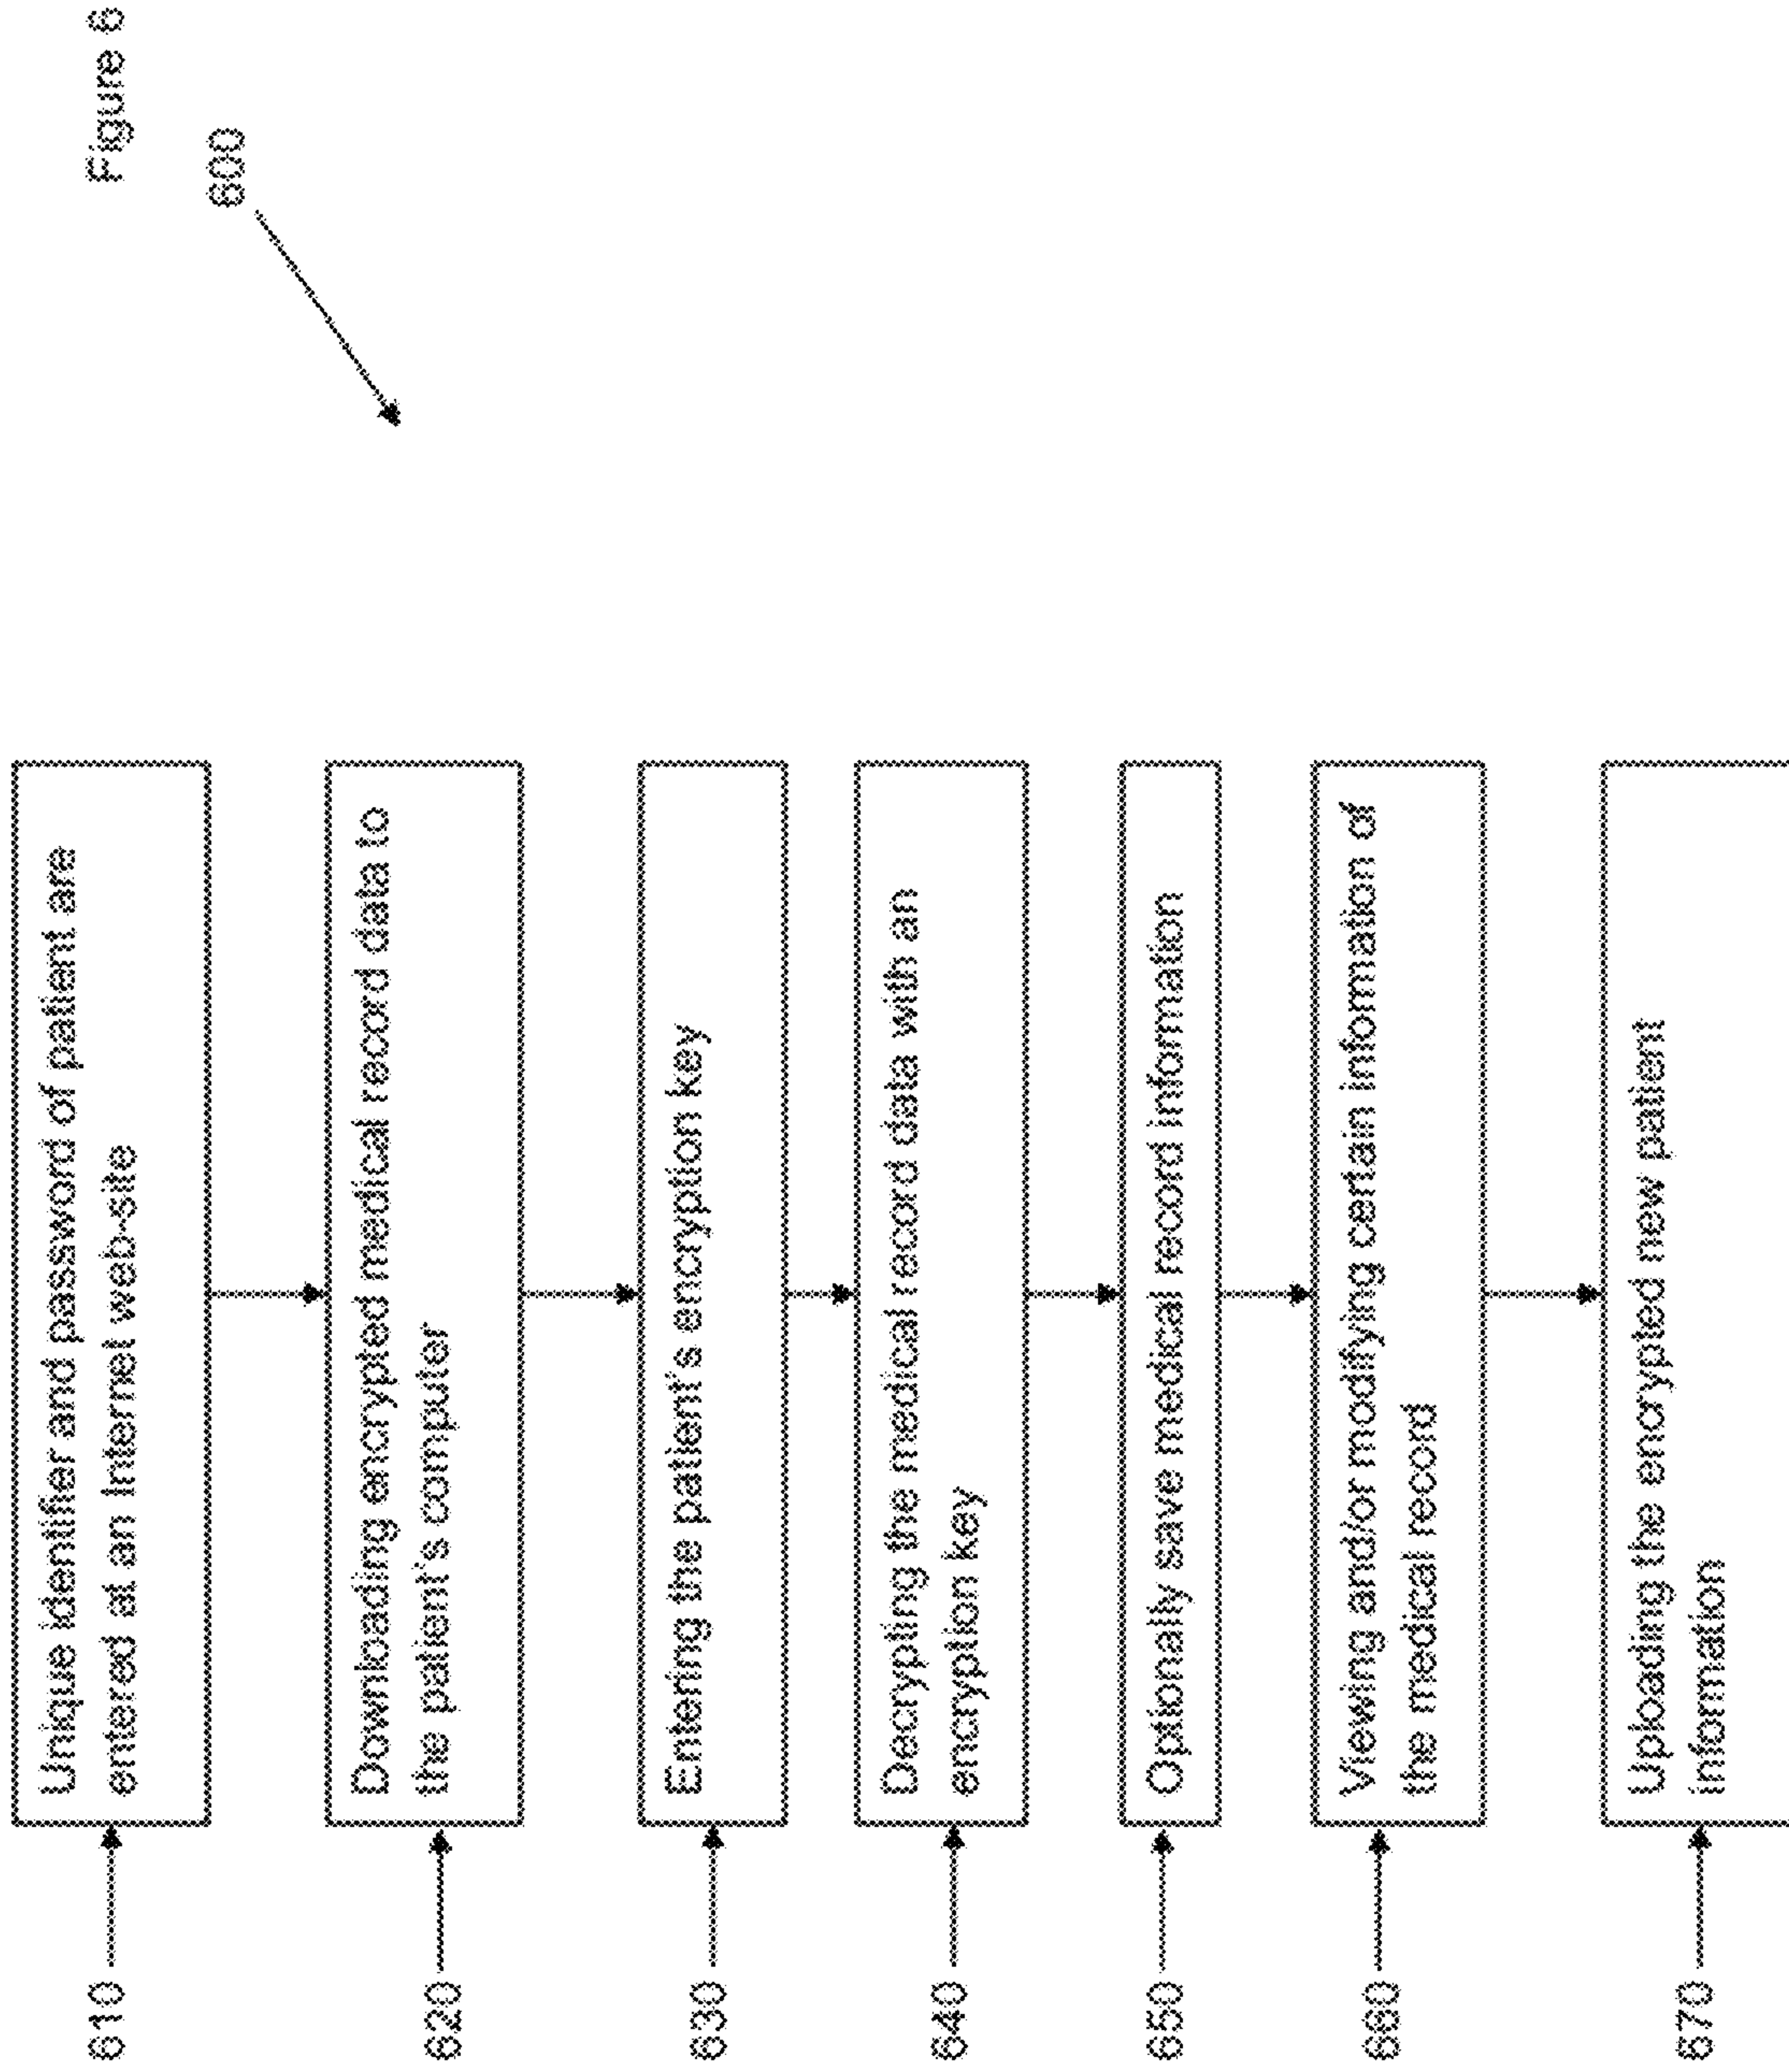 Figure 6
600
610
Unique identifier and password of patient are
entered at an Internet web-site
620
Downloading encrypted medical record data to
the patient's computer
630
Entering the patient's encryption key
640
Decrypting the medical record data with an
encryption key
650
Optionally save medical record information
660
Viewing and/or modifying certain information of
the medical record
670
Uploading the encrypted new patient
information